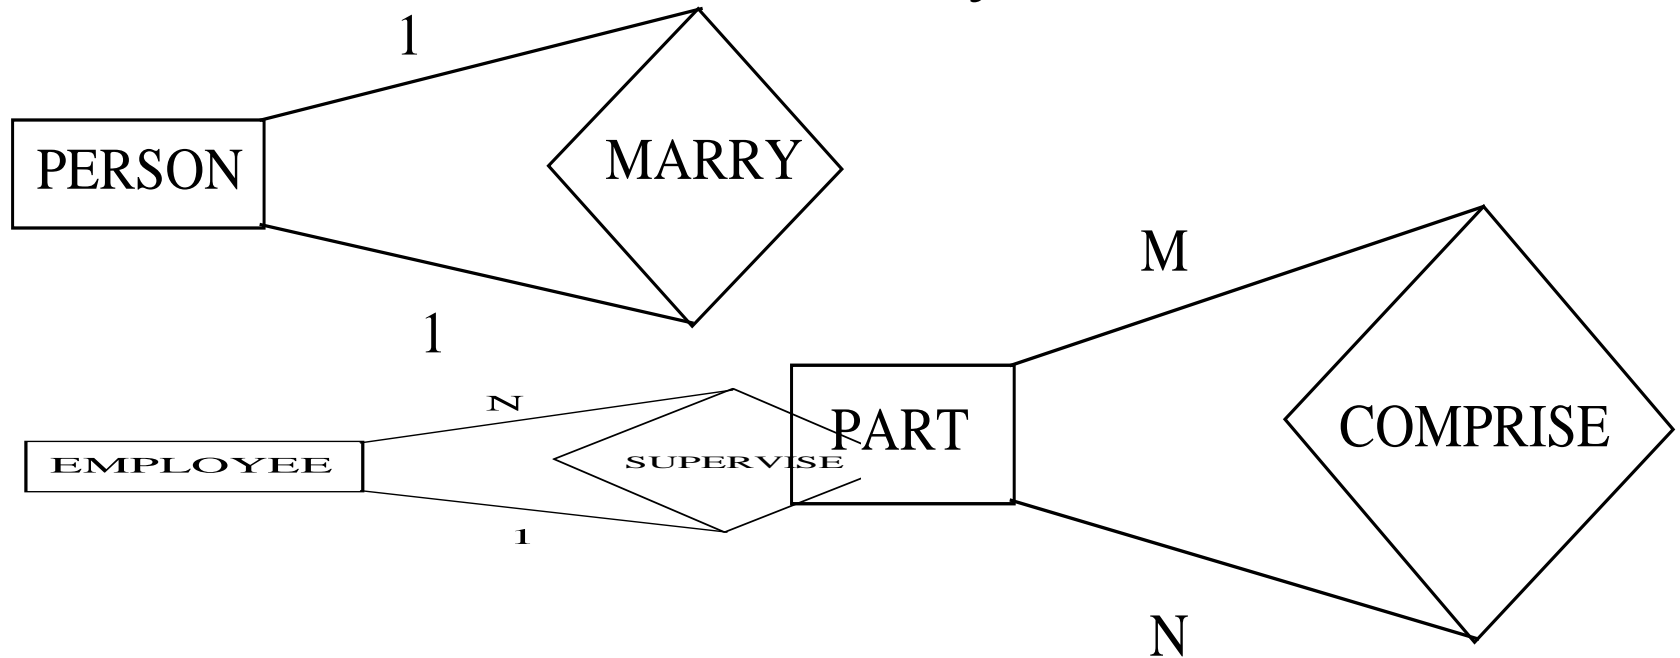 1
PERSON
MARRY
1
M
N
PART
COMPRISE
EMPLOYEE
SUPERVISE
1
N